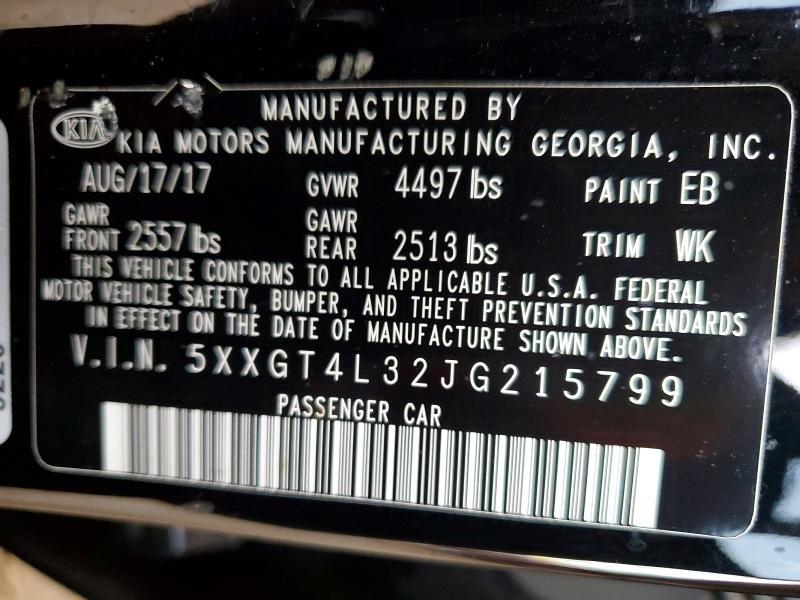 MANUFACTURED BY
KIA KIA MOTORS MANUFACTURING GEORGIA, INC.
AUG/17/17 GVWR 4497 lbs PAINT EB
GAWR FRONT 2557 lbs GAWR REAR 2513 lbs TRIM WK
THIS VEHICLE CONFORMS TO ALL APPLICABLE U.S.A. FEDERAL
MOTOR VEHICLE SAFETY, BUMPER, AND THEFT PREVENTION STANDARDS
IN EFFECT ON THE DATE OF MANUFACTURE SHOWN ABOVE.
V.I.N. 5XXGT4L32JG215799
PASSENGER CAR